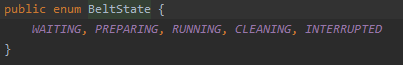 public enum BeltState {
WAITING, PREPARING, RUNNING, CLEANING, INTERRUPTED
}